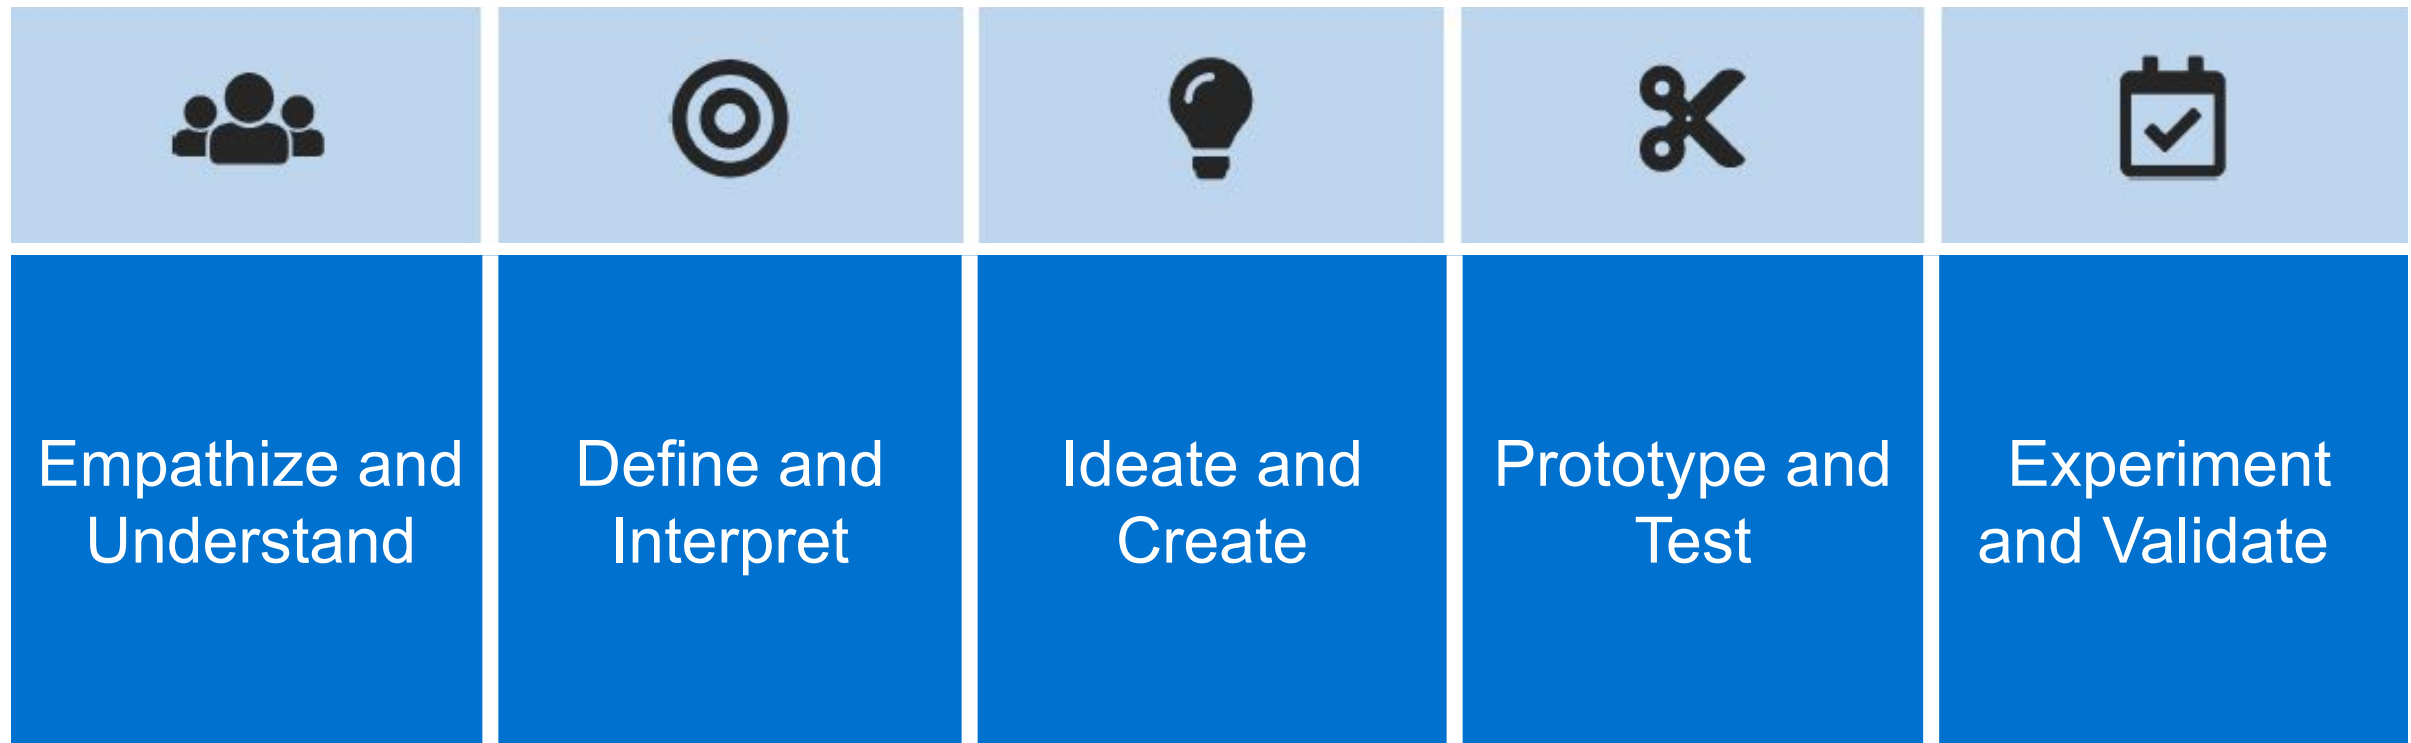 Empathize and
Understand
Define and
Interpret
Ideate and
Create
Prototype and
Test
Experiment
and Validate